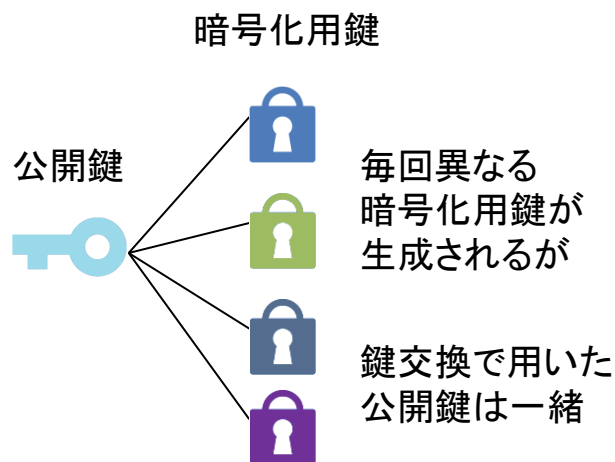 暗号化用鍵
公開鍵
毎回異なる
暗号化用鍵が
生成されるが
鍵交換で用いた
公開鍵は一緒